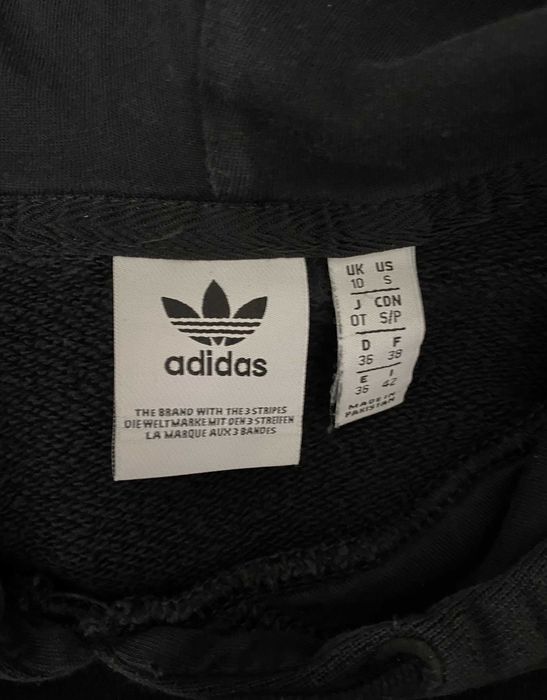 adidas
THE BRAND WITH THE 3 STRIPES
DIE WELTMARKE MIT DEN 3 STREIFEN
LA MARQUE AUX 3 BANDES
UK US
10 S
J CDN
OT S/P
D F
36 38
E I
36 42
MADE IN
PAKISTAN